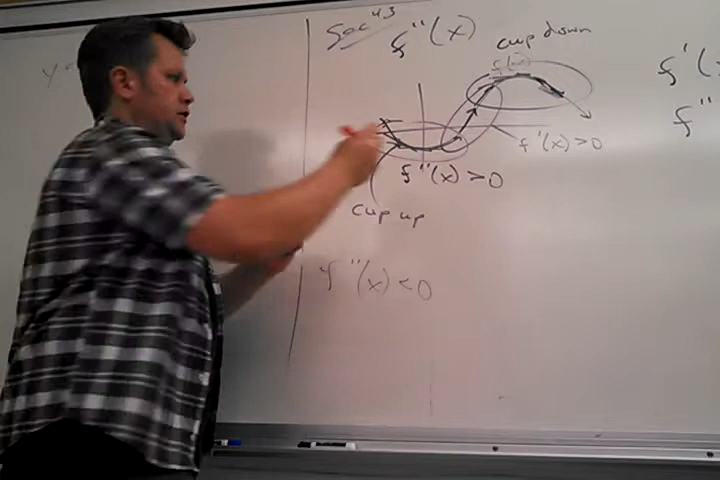 Sec 4.3
f''(x)
cup down
f(x)
f'(x)>0
f''(x)>0
cup up
f''(x)<0
f'(
f''
y=